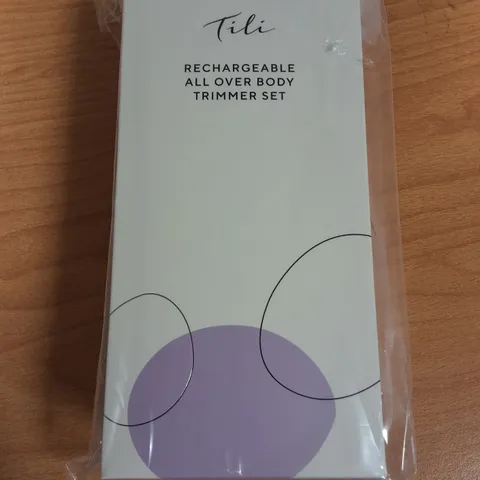 Tili
RECHARGEABLE
ALL OVER BODY
TRIMMER SET